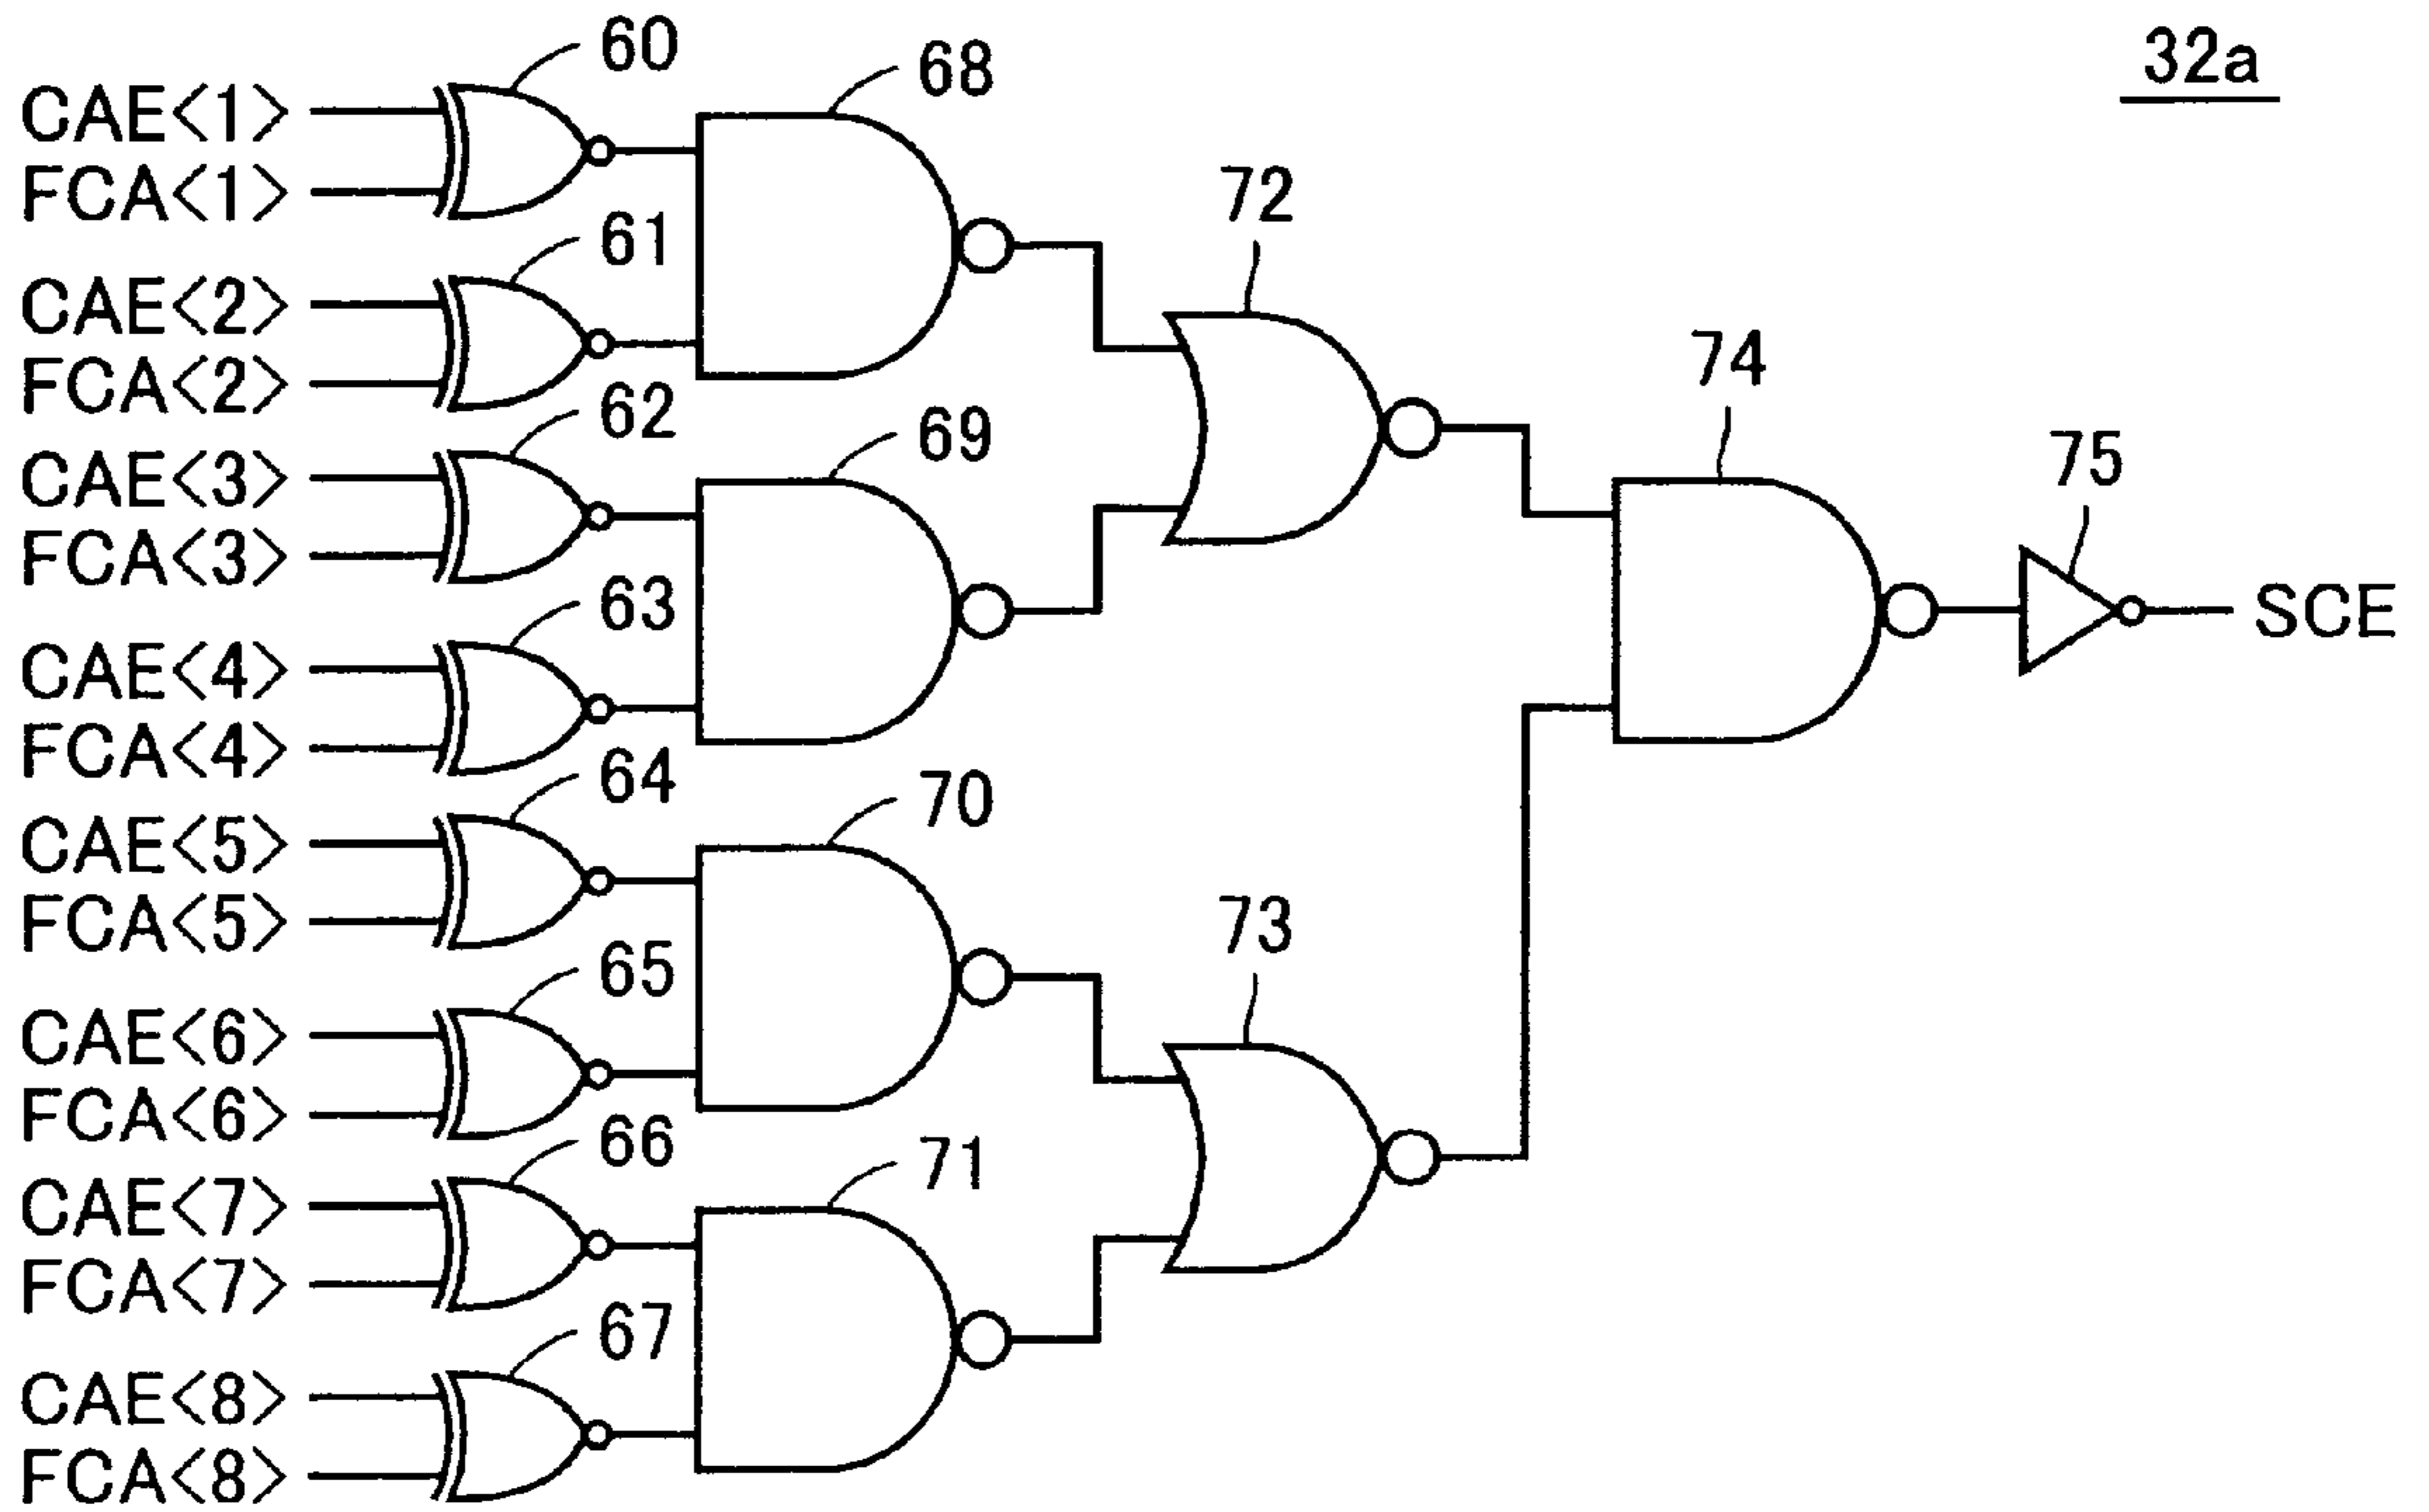 32a
60
68
CAE<1>
FCA<1>
72
61
CAE<2>
FCA<2>
74
62
69
75
CAE<3>
FCA<3>
63
SCE
CAE<4>
FCA<4>
64
70
CAE<5>
FCA<5>
73
65
CAE<6>
FCA<6>
66
71
CAE<7>
FCA<7>
67
CAE<8>
FCA<8>